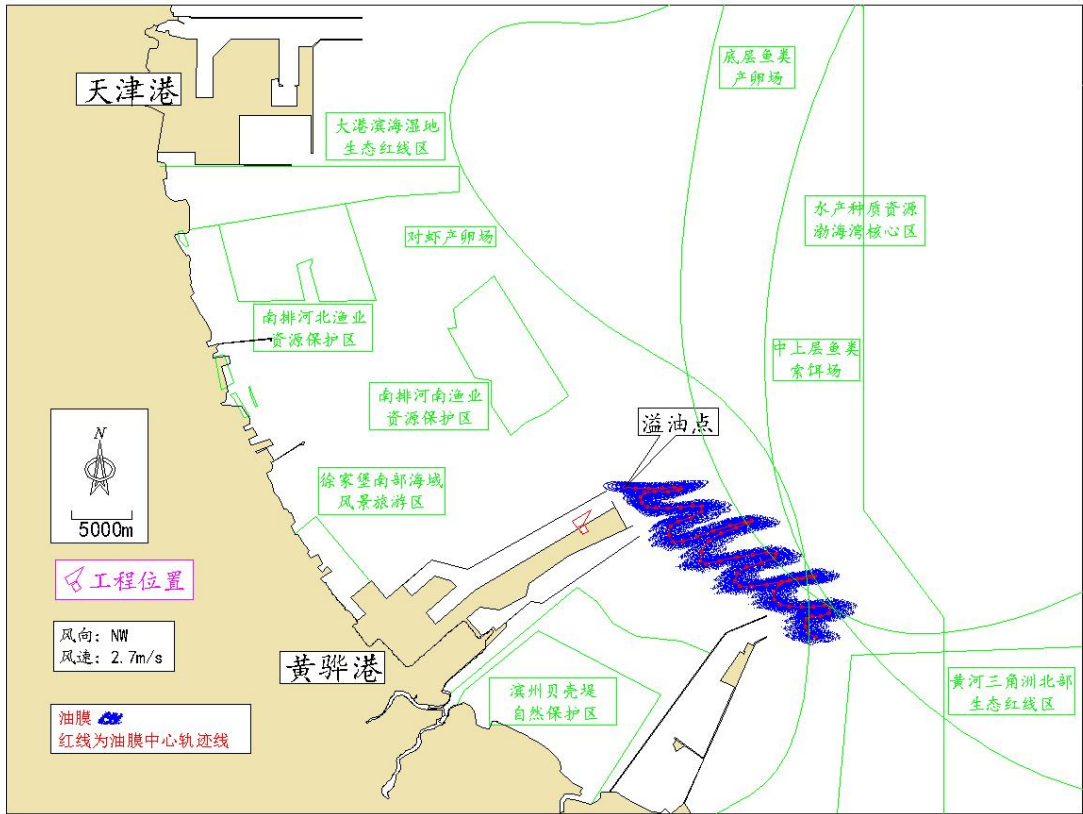 天津港
底层鱼类
产卵场
大港滨海湿地
生态红线区
水产种质资源
渤海湾核心区
对虾产卵场
南排河北渔业
资源保护区
中上层鱼类
索饵场
南排河南渔业
资源保护区
溢油点
N
5000m
徐家堡南部海域
风景旅游区
工程位置
风向: NW
风速: 2.7m/s
黄骅港
滨州贝壳堤
自然保护区
黄河三角洲北部
生态红线区
油膜
红线为油膜中心轨迹线